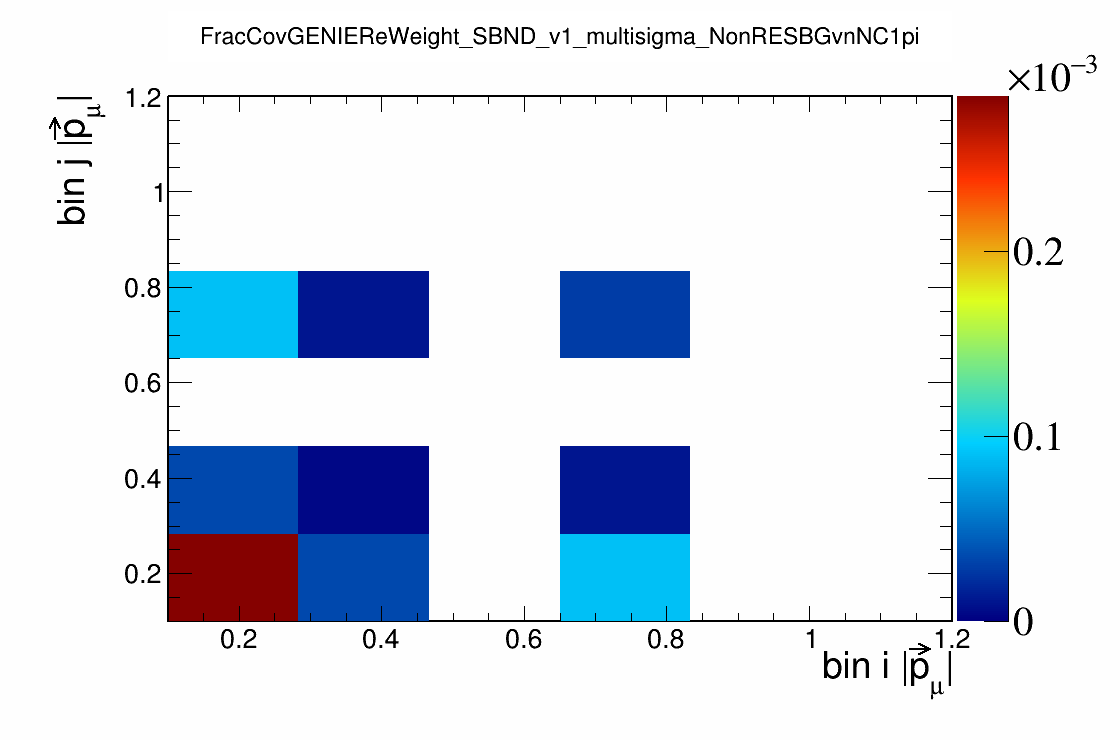 FracCovGENIEReWeight_SBND_v1_multisigma_NonRESBGvnNC1pi
×10⁻³
bin j |p⃗μ|
1.2
1
0.8
0.6
0.4
0.2
0.2
0.1
0
0.2 0.4 0.6 0.8 1 1.2
bin i |p⃗μ|